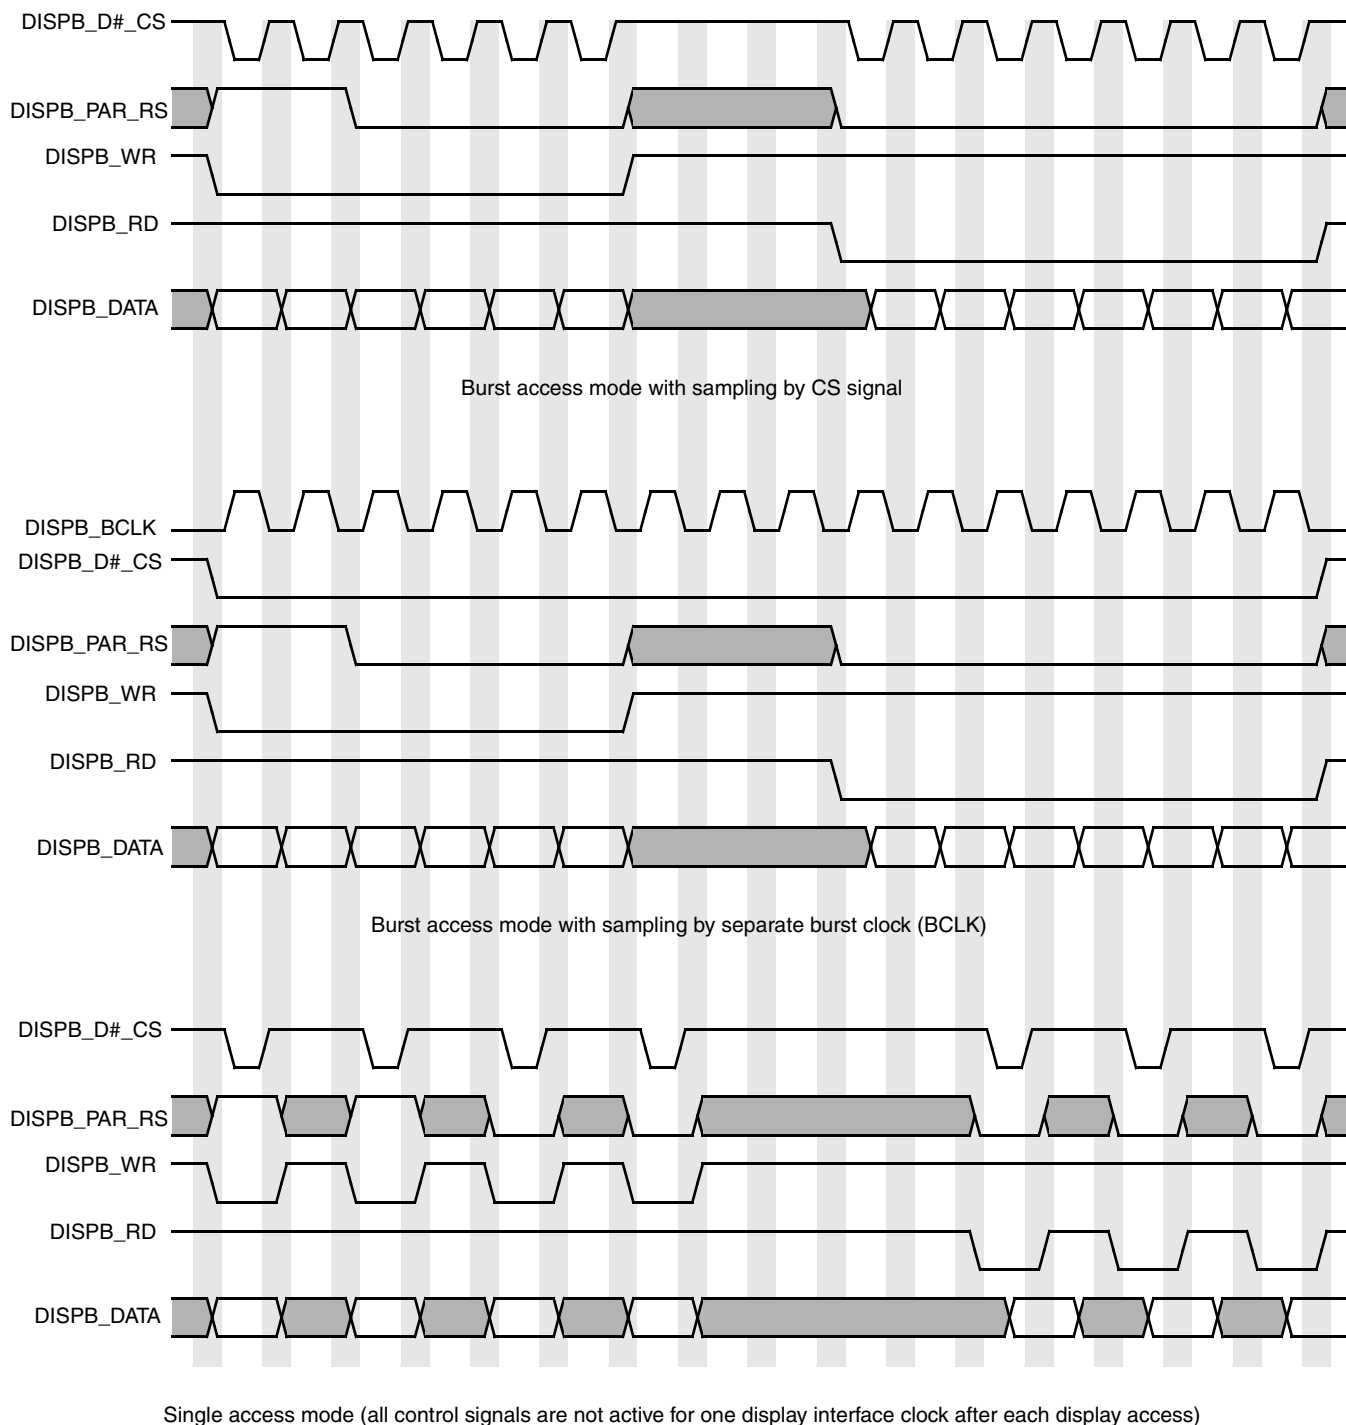 DISPB_D#_CS
DISPB_PAR_RS
DISPB_WR
DISPB_RD
DISPB_DATA
Burst access mode with sampling by CS signal
DISPB_BCLK
DISPB_D#_CS
DISPB_PAR_RS
DISPB_WR
DISPB_RD
DISPB_DATA
Burst access mode with sampling by separate burst clock (BCLK)
DISPB_D#_CS
DISPB_PAR_RS
DISPB_WR
DISPB_RD
DISPB_DATA
Single access mode (all control signals are not active for one display interface clock after each display access)